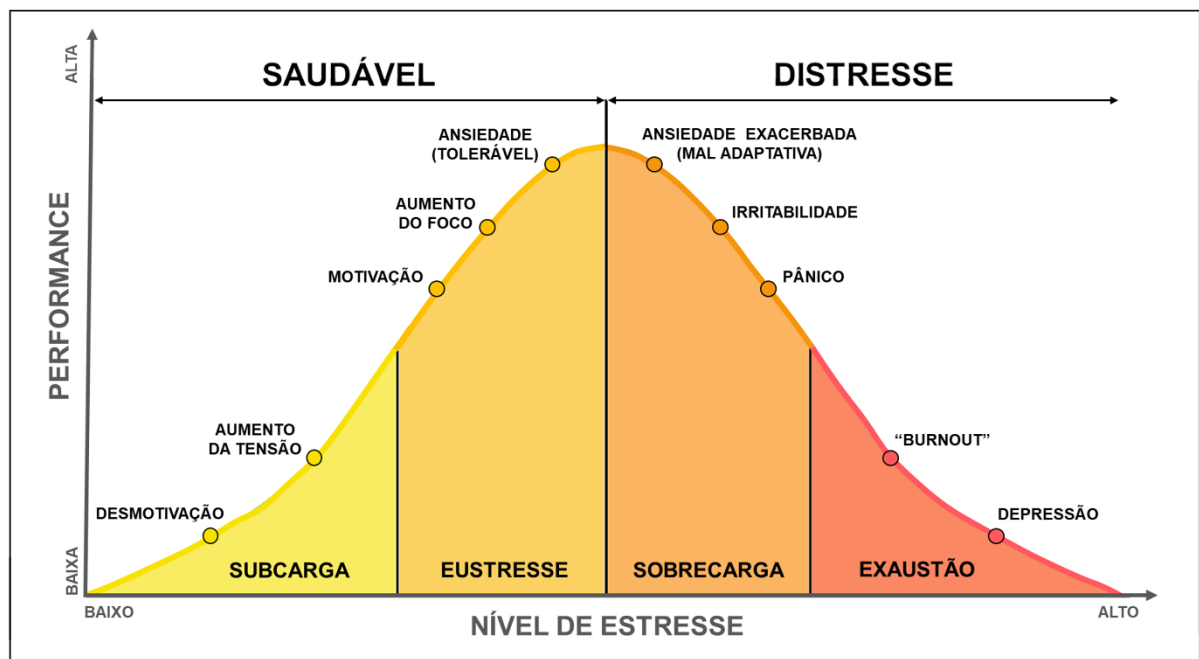 SAUDÁVEL
DISTRESSE
ALTA
PERFORMANCE
BAIXA
ANSIEDADE
(TOLERÁVEL)
AUMENTO
DO FOCO
MOTIVAÇÃO
AUMENTO
DA TENSÃO
DESMOTIVAÇÃO
ANSIEDADE EXACERBADA
(MAL ADAPTATIVA)
IRRITABILIDADE
PÂNICO
“BURNOUT”
DEPRESSÃO
SUBCARGA
EUSTRESSE
SOBRECARGA
EXAUSTÃO
BAIXO
NÍVEL DE ESTRESSE
ALTO